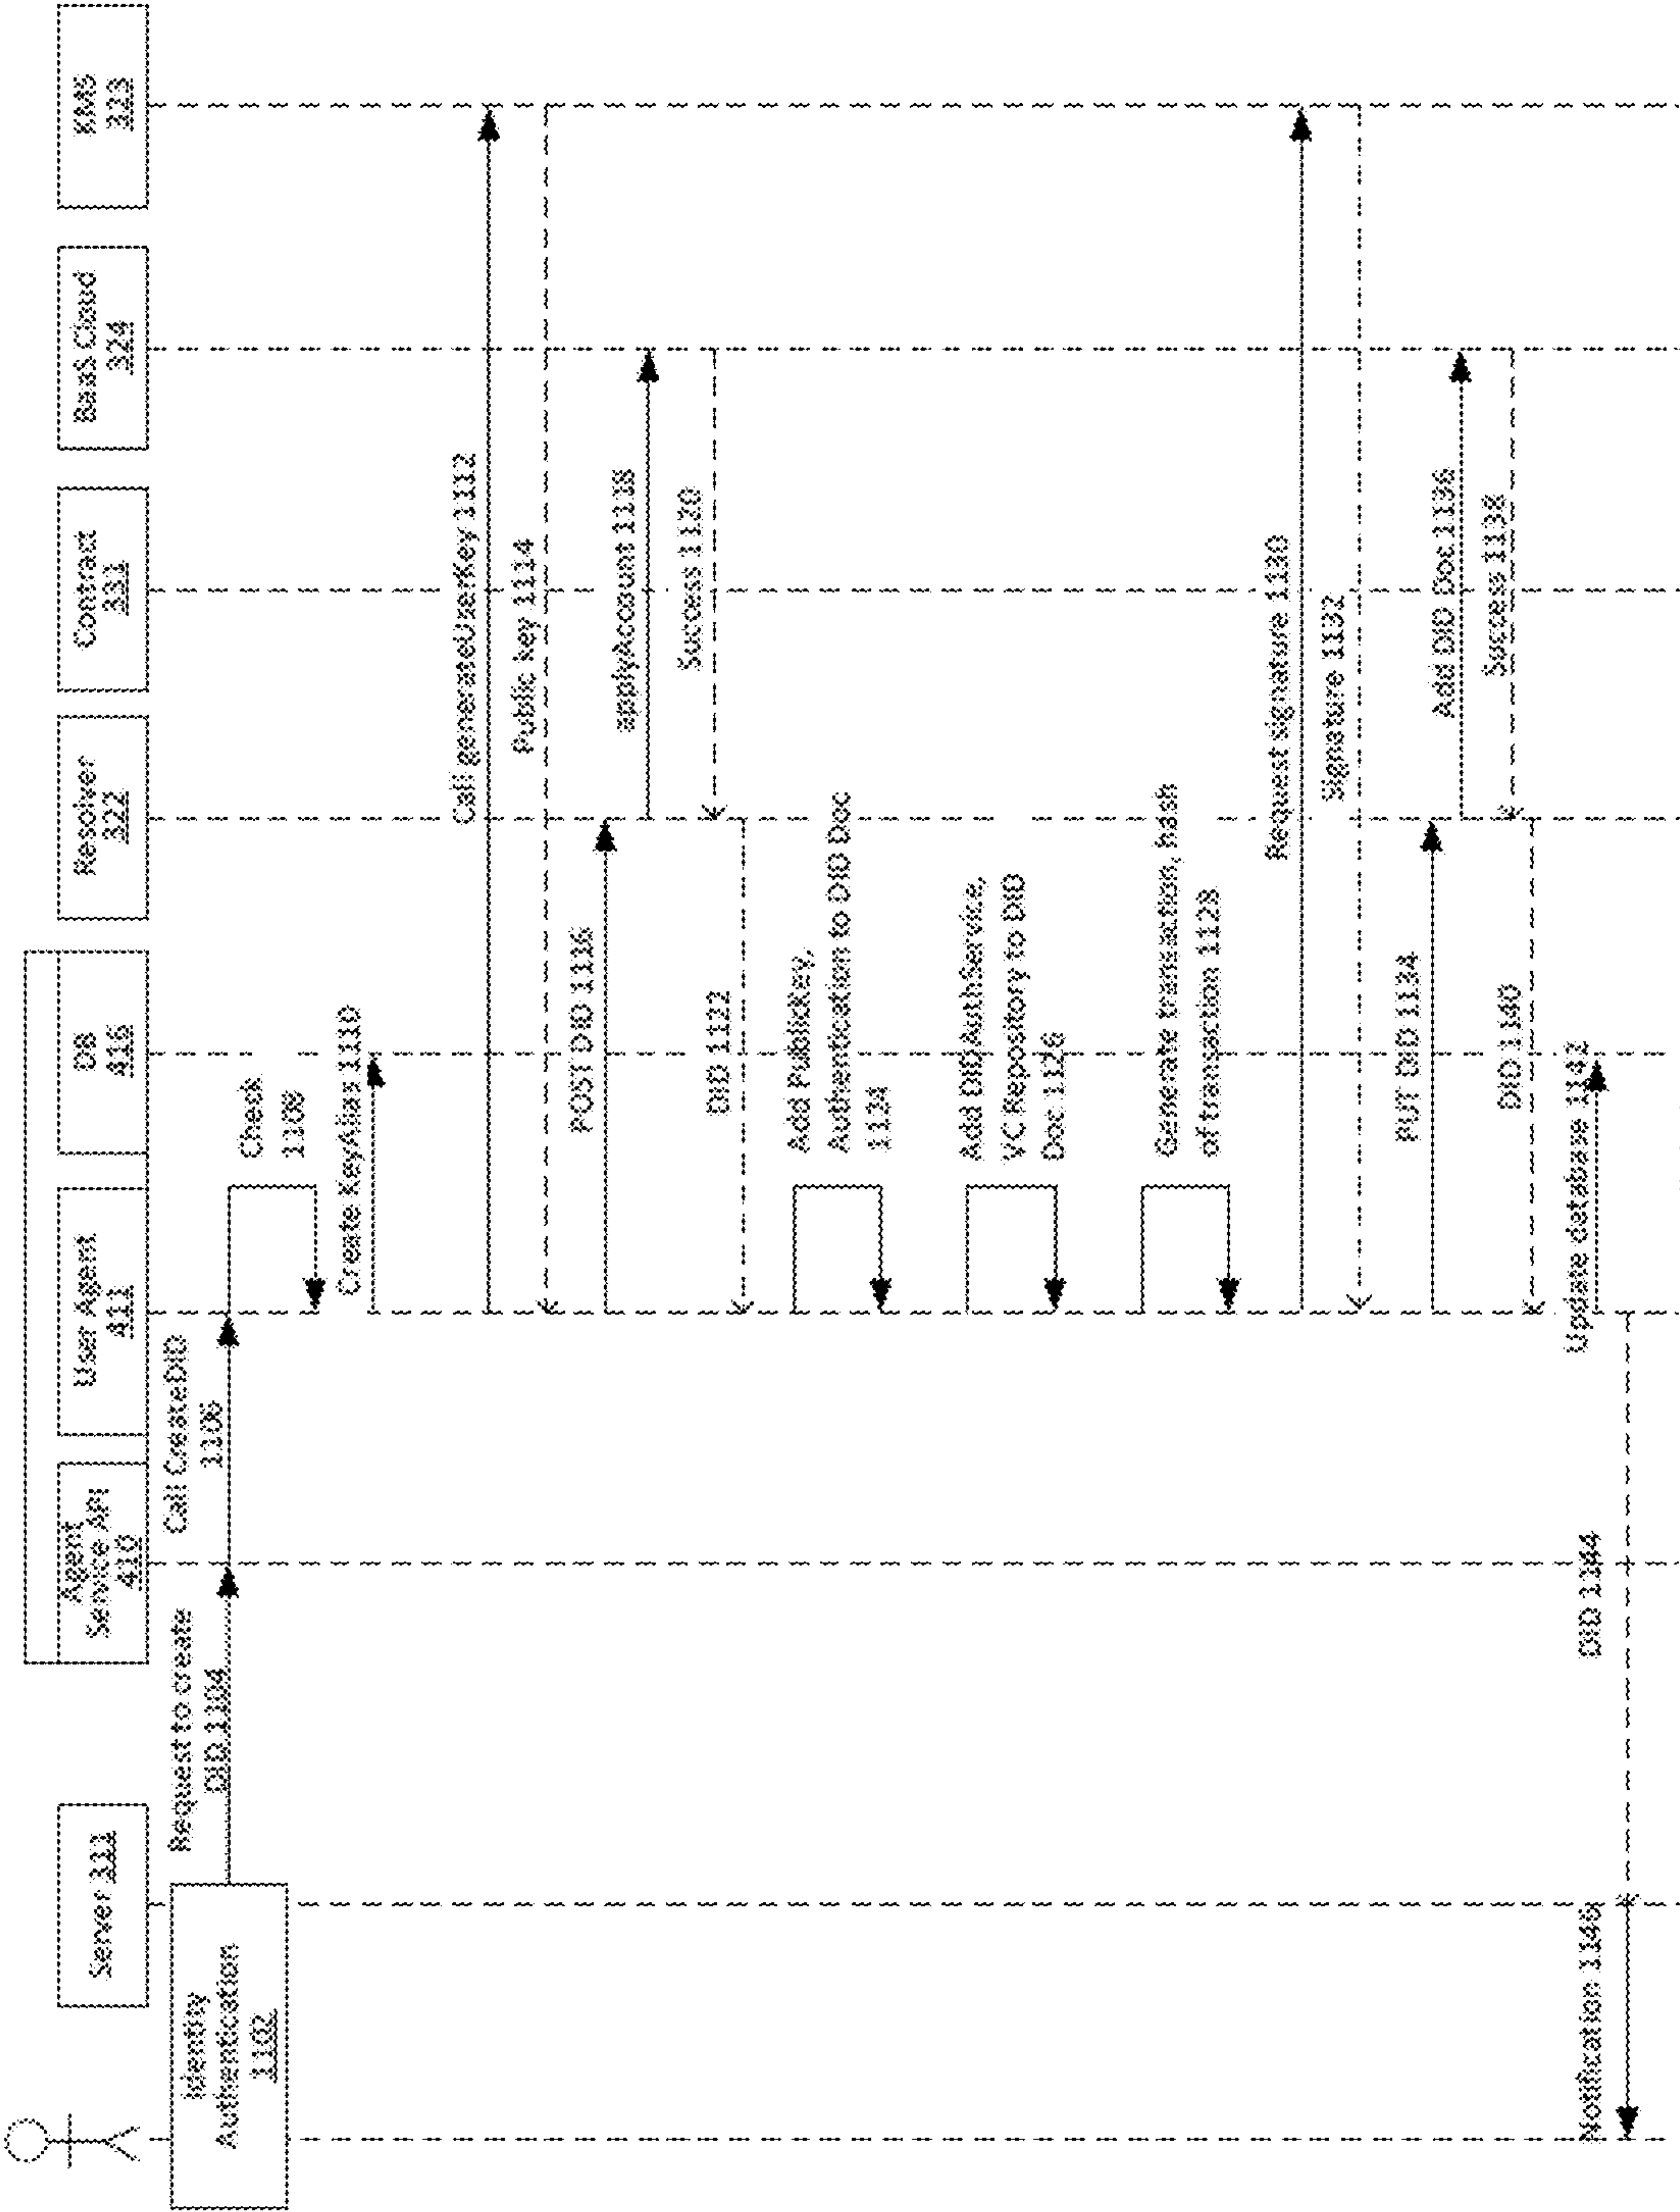 Server 311
Agent
Service API
410
User Agent
411
DB
416
Resolver
322
Contract
331
BaaS Cloud
324
KMS
323
Identity
Authentication
1102
Request to create
DID 1104
Call CreateDID
1106
Check
1108
Create KeyAlias 1110
Call generateUserKey 1112
Public key 1114
POST DID 1116
applyAccount 1118
Success 1120
DID 1122
Add PublicKey,
Authentication to DID Doc
1124
Add DIDAuthService,
VC Repository to DID
Doc 1126
Generate transation, hash
of transaction 1128
Request signature 1130
Signature 1132
PUT DID 1134
Add DID Doc 1136
Success 1138
DID 1140
Update database 1142
DID 1144
Notification 1146